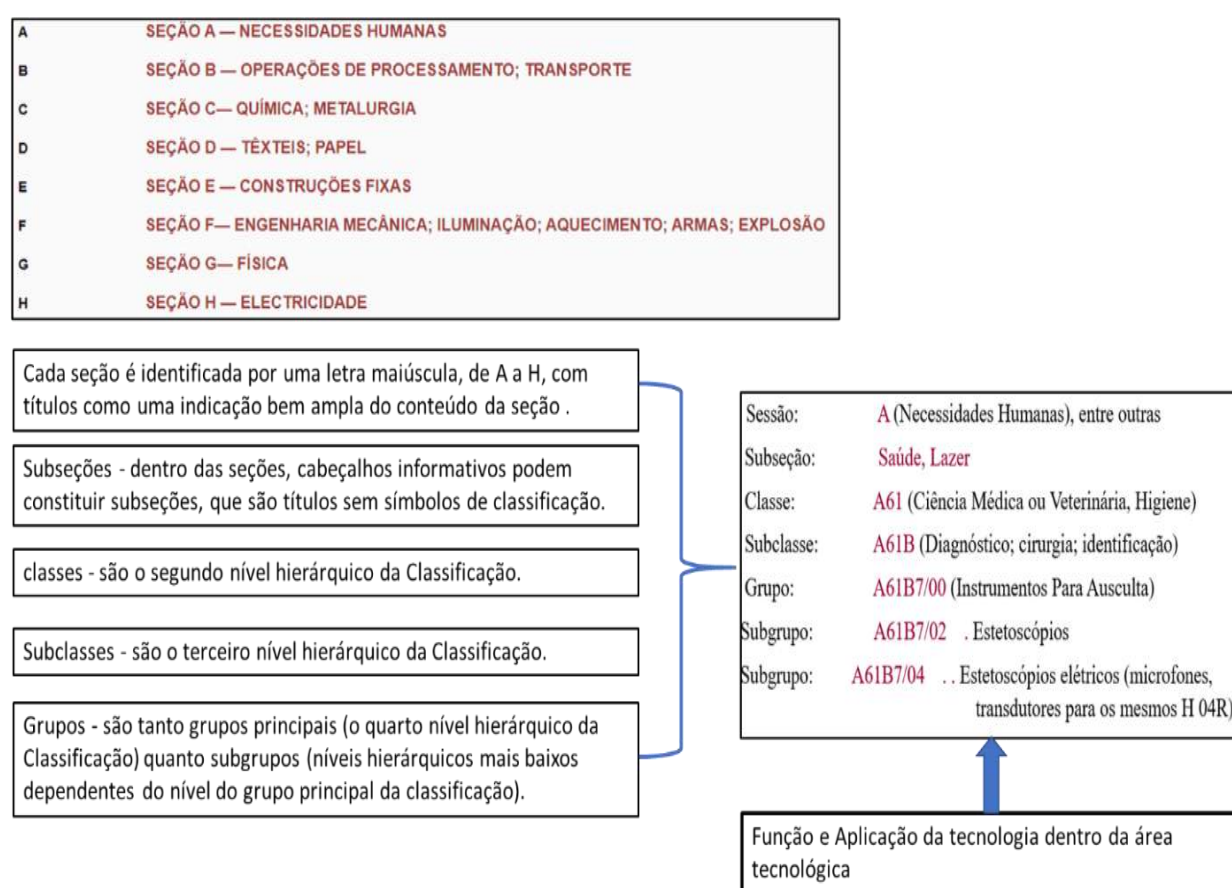 A SEÇÃO A — NECESSIDADES HUMANAS
B SEÇÃO B — OPERAÇÕES DE PROCESSAMENTO; TRANSPORTE
C SEÇÃO C— QUÍMICA; METALURGIA
D SEÇÃO D — TÊXTEIS; PAPEL
E SEÇÃO E — CONSTRUÇÕES FIXAS
F SEÇÃO F— ENGENHARIA MECÂNICA; ILUMINAÇÃO; AQUECIMENTO; ARMAS; EXPLOSÃO
G SEÇÃO G— FÍSICA
H SEÇÃO H — ELECTRICIDADE
Cada seção é identificada por uma letra maiúscula, de A a H, com
títulos como uma indicação bem ampla do conteúdo da seção .
Subseções - dentro das seções, cabeçalhos informativos podem
constituir subseções, que são títulos sem símbolos de classificação.
classes - são o segundo nível hierárquico da Classificação.
Subclasses - são o terceiro nível hierárquico da Classificação.
Grupos - são tanto grupos principais (o quarto nível hierárquico da
Classificação) quanto subgrupos (níveis hierárquicos mais baixos
dependentes do nível do grupo principal da classificação).
Sessão: A (Necessidades Humanas), entre outras
Subseção: Saúde, Lazer
Classe: A61 (Ciência Médica ou Veterinária, Higiene)
Subclasse: A61B (Diagnóstico; cirurgia; identificação)
Grupo: A61B7/00 (Instrumentos Para Ausculta)
Subgrupo: A61B7/02 . Estetoscópios
Subgrupo: A61B7/04 . . Estetoscópios elétricos (microfones,
transdutores para os mesmos H 04R)
Função e Aplicação da tecnologia dentro da área
tecnológica